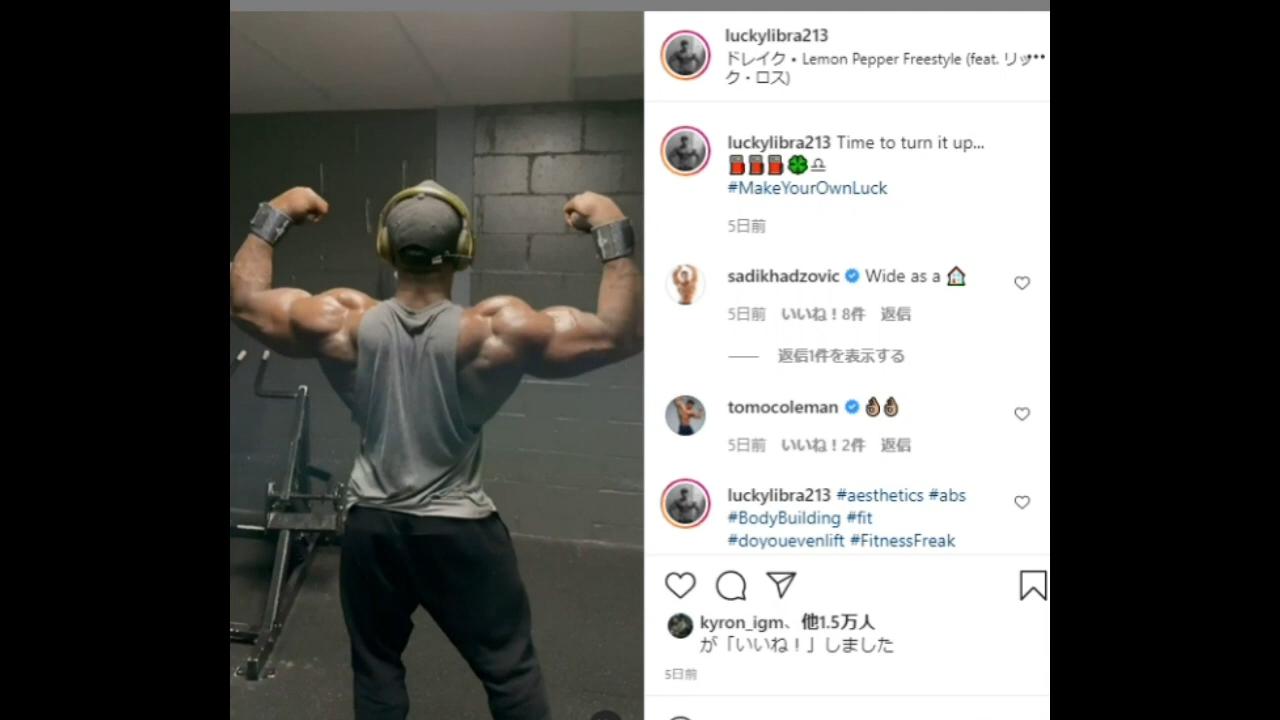 luckylibra213
ドレイク • Lemon Pepper Freestyle (feat. リッ
ク・ロス)
luckylibra213 Time to turn it up...
⛽⛽⛽🍀♎
#MakeYourOwnLuck
5日前
sadikhadzovic Wide as a 🏠
5日前 いいね！8件 返信
返信1件を表示する
tomocoleman 👌🏽👌🏽
5日前 いいね！2件 返信
luckylibra213 #aesthetics #abs
#BodyBuilding #fit
#doyouevenlift #FitnessFreak
kyron_igm、他1.5万人
が「いいね！」しました
5日前